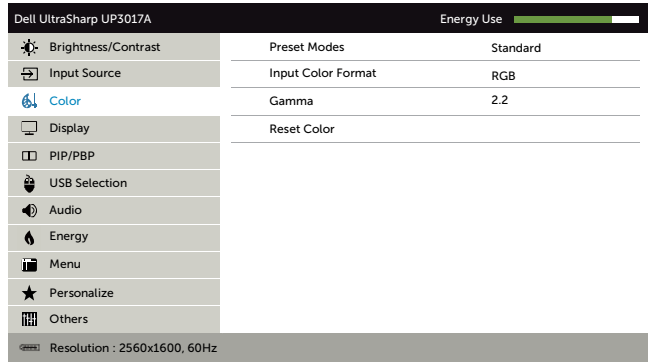 Dell UltraSharp UP3017A Energy Use
Brightness/Contrast Preset Modes Standard
Input Source Input Color Format RGB
Color Gamma 2.2
Display Reset Color
PIP/PBP
USB Selection
Audio
Energy
Menu
Personalize
Others
Resolution : 2560x1600, 60Hz